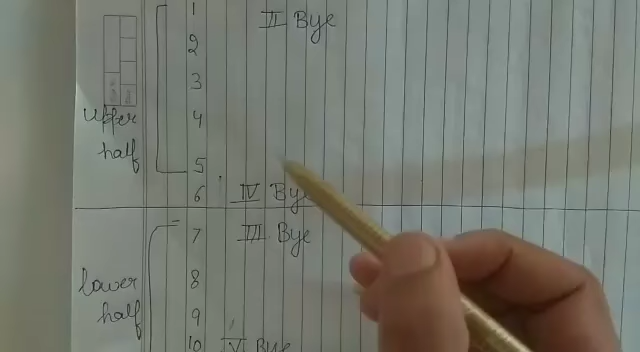 1 II Bye
2
3
4
upper
half
5
6 IV Bye
7 III Bye
8
lower
half
9
10 V Bye